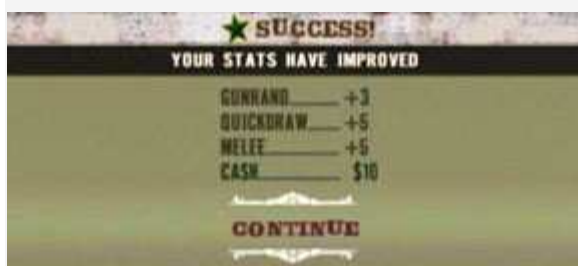 SUCCESS!
YOUR STATS HAVE IMPROVED
GUNHAND +3
QUICKDRAW +5
MELEE +5
CASH $10
CONTINUE